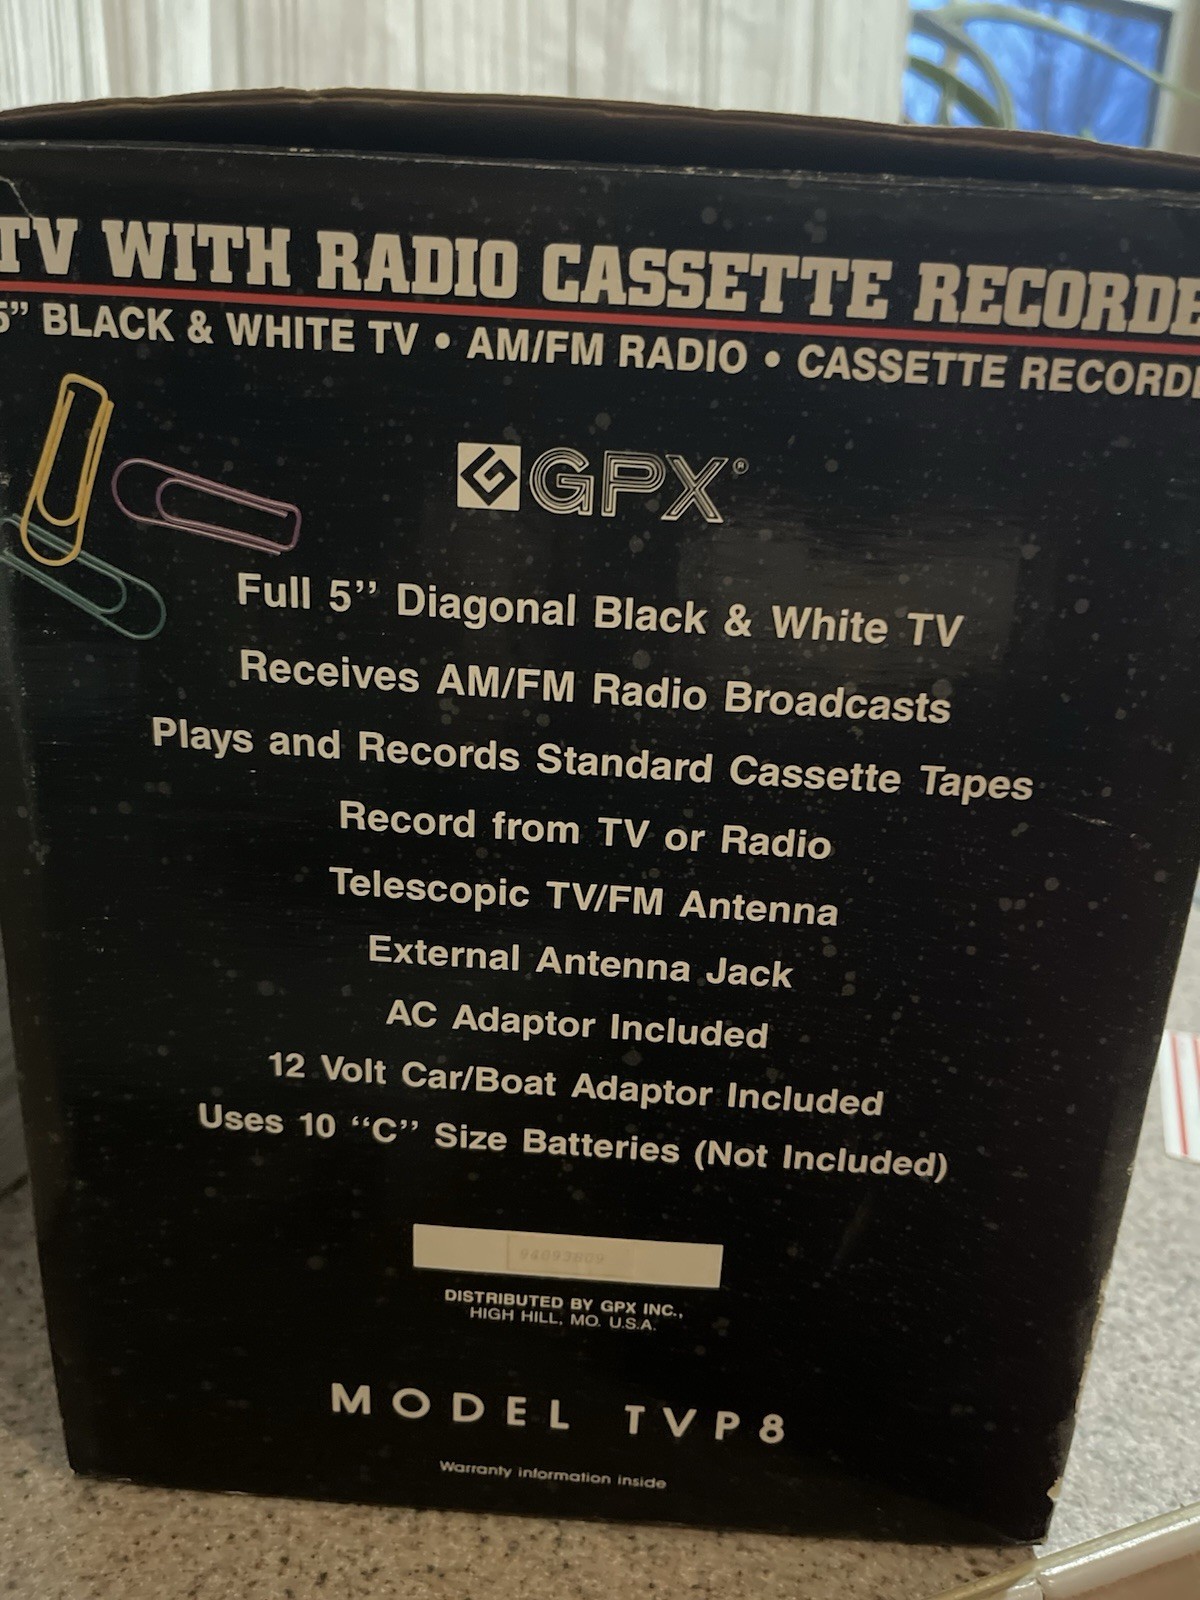 TV WITH RADIO CASSETTE RECORDE
5” BLACK & WHITE TV • AM/FM RADIO • CASSETTE RECORDE
GPX®
Full 5” Diagonal Black & White TV
Receives AM/FM Radio Broadcasts
Plays and Records Standard Cassette Tapes
Record from TV or Radio
Telescopic TV/FM Antenna
External Antenna Jack
AC Adaptor Included
12 Volt Car/Boat Adaptor Included
Uses 10 “C” Size Batteries (Not Included)
DISTRIBUTED BY GPX INC.,
HIGH HILL, MO. U.S.A.
MODEL TVP8
Warranty information inside